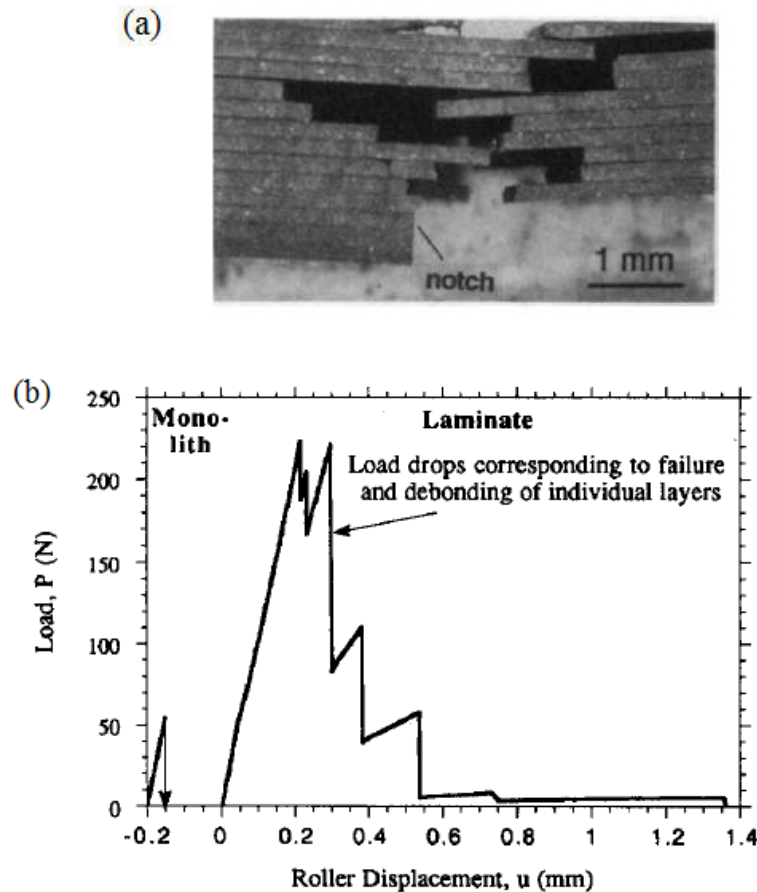 (a)
notch
1 mm
(b)
250
200
150
100
50
0
Load, P (N)
Mono-
lith
Laminate
Load drops corresponding to failure
and debonding of individual layers
-0.2 0 0.2 0.4 0.6 0.8 1 1.2 1.4
Roller Displacement, u (mm)